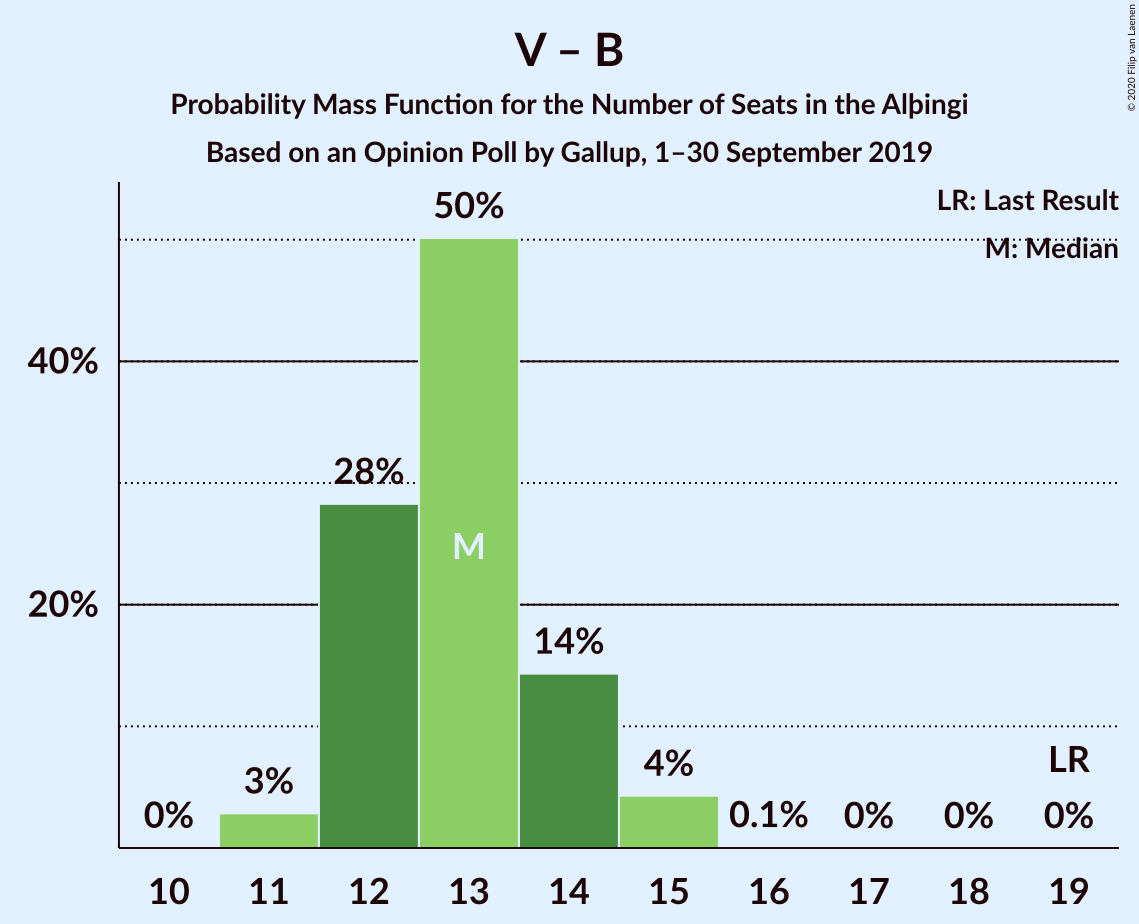 V – B
Probability Mass Function for the Number of Seats in the Alþingi
Based on an Opinion Poll by Gallup, 1–30 September 2019
© 2020 Filip van Laenen
LR: Last Result
M: Median
50%
40%
28%
M
20%
14%
4%
LR
3%
0%
0.1%
0%
0%
0%
10 11 12 13 14 15 16 17 18 19